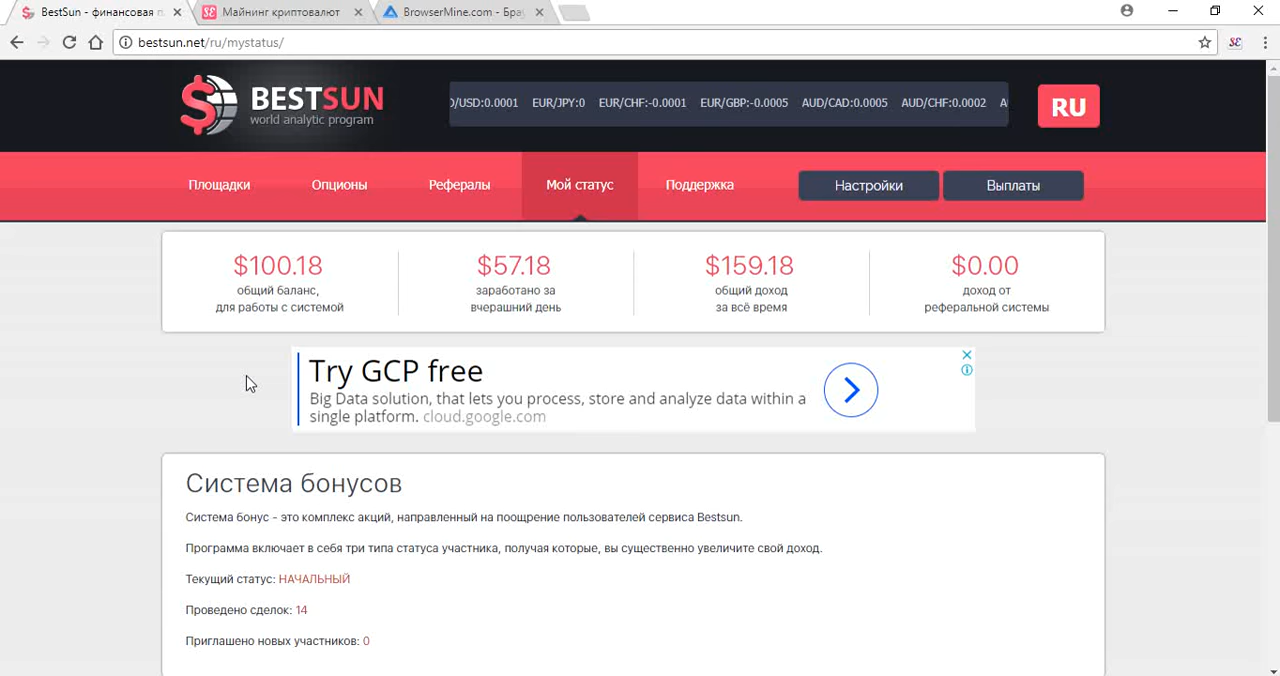 BestSun - финансовая п
Майнинг криптовалют
BrowserMine.com - Брау
bestsun.net/ru/mystatus/
BESTSUN
world analytic program
D/USD:0.0001 EUR/JPY:0 EUR/CHF:-0.0001 EUR/GBP:-0.0005 AUD/CAD:0.0005 AUD/CHF:0.0002 A
RU
Площадки Опционы Рефералы Мой статус Поддержка Настройки Выплаты
$100.18
общий баланс,
для работы с системой
$57.18
заработано за
вчерашний день
$159.18
общий доход
за всё время
$0.00
доход от
реферальной системы
Try GCP free
Big Data solution, that lets you process, store and analyze data within a
single platform. cloud.google.com
Система бонусов
Система бонус - это комплекс акций, направленный на поощрение пользователей сервиса Bestsun.
Программа включает в себя три типа статуса участника, получая которые, вы существенно увеличите свой доход.
Текущий статус: НАЧАЛЬНЫЙ
Проведено сделок: 14
Приглашено новых участников: 0